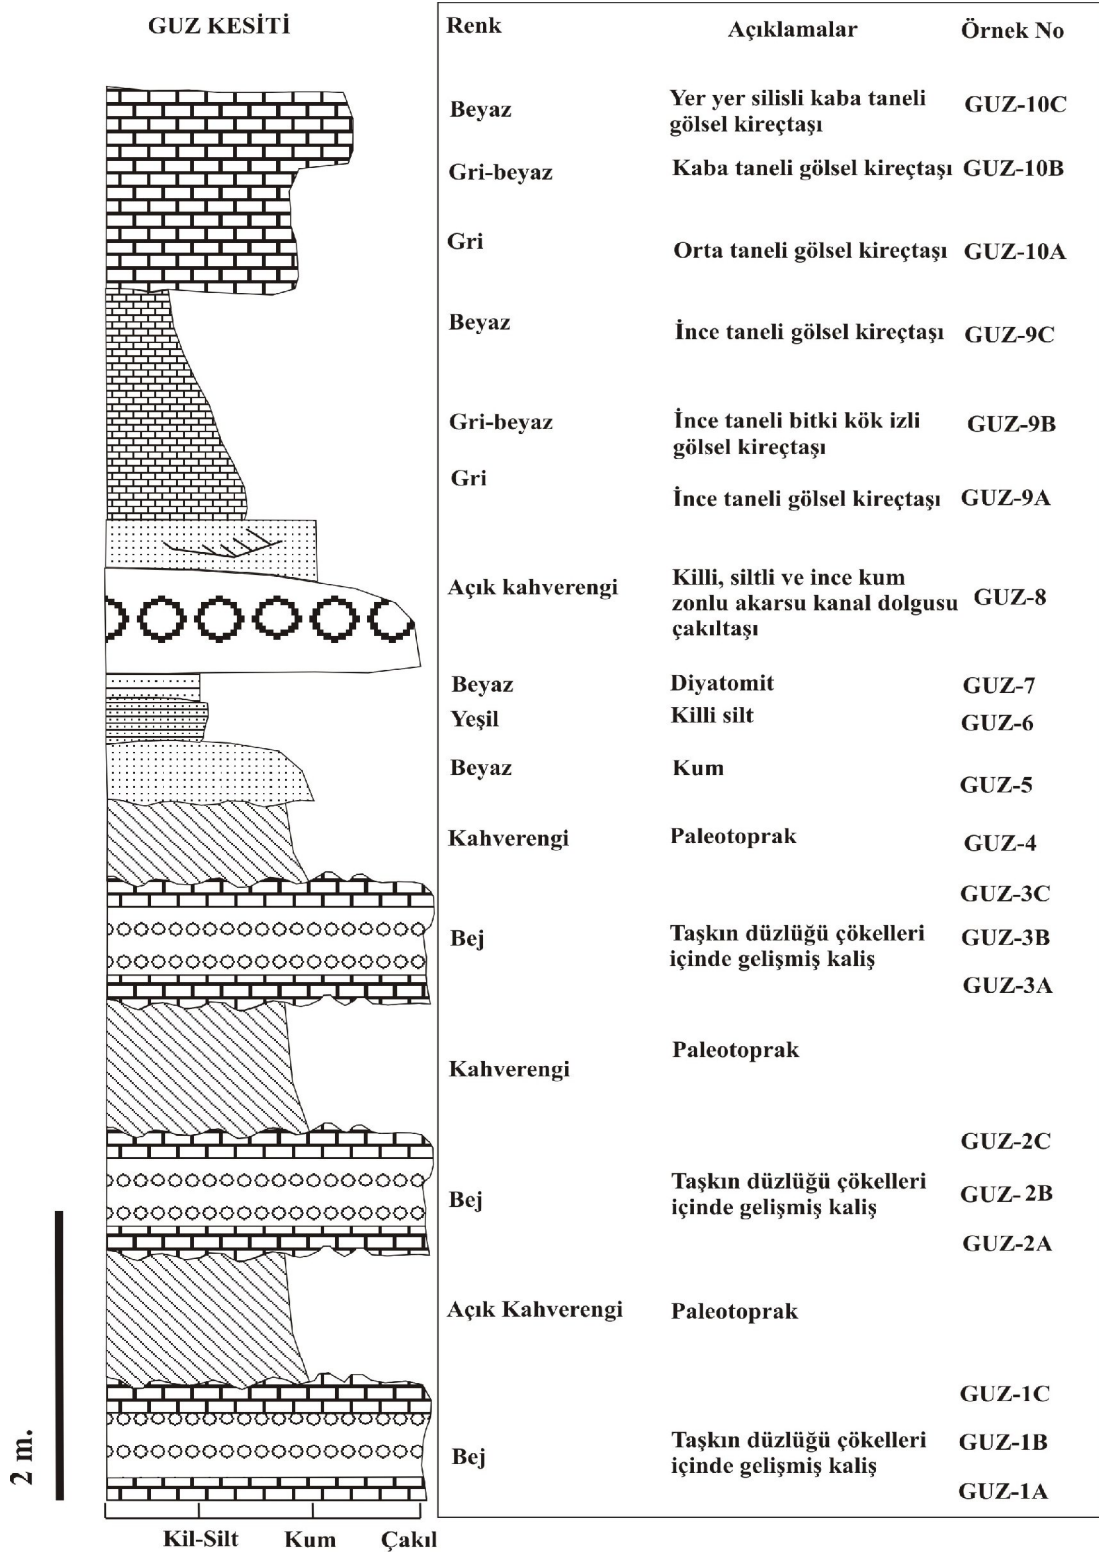 GUZ KESİTİ
Renk Açıklamalar Örnek No
Beyaz Yer yer silisli kaba taneli GUZ-10C
gölsel kireçtaşı
Gri-beyaz Kaba taneli gölsel kireçtaşı GUZ-10B
Gri Orta taneli gölsel kireçtaşı GUZ-10A
Beyaz İnce taneli gölsel kireçtaşı GUZ-9C
Gri-beyaz İnce taneli bitki kök izli GUZ-9B
gölsel kireçtaşı
Gri İnce taneli gölsel kireçtaşı GUZ-9A
Açık kahverengi Killi, siltli ve ince kum GUZ-8
zonlu akarsu kanal dolgusu
çakıltaşı
Beyaz Diyatomit GUZ-7
Yeşil Killi silt GUZ-6
Beyaz Kum GUZ-5
Kahverengi Paleotoprak GUZ-4
GUZ-3C
Bej Taşkın düzlüğü çökelleri GUZ-3B
içinde gelişmiş kaliş
GUZ-3A
Kahverengi Paleotoprak
GUZ-2C
Bej Taşkın düzlüğü çökelleri GUZ-2B
içinde gelişmiş kaliş
GUZ-2A
Açık Kahverengi Paleotoprak
GUZ-1C
Bej Taşkın düzlüğü çökelleri GUZ-1B
içinde gelişmiş kaliş
GUZ-1A
2 m.
Kil-Silt Kum Çakıl